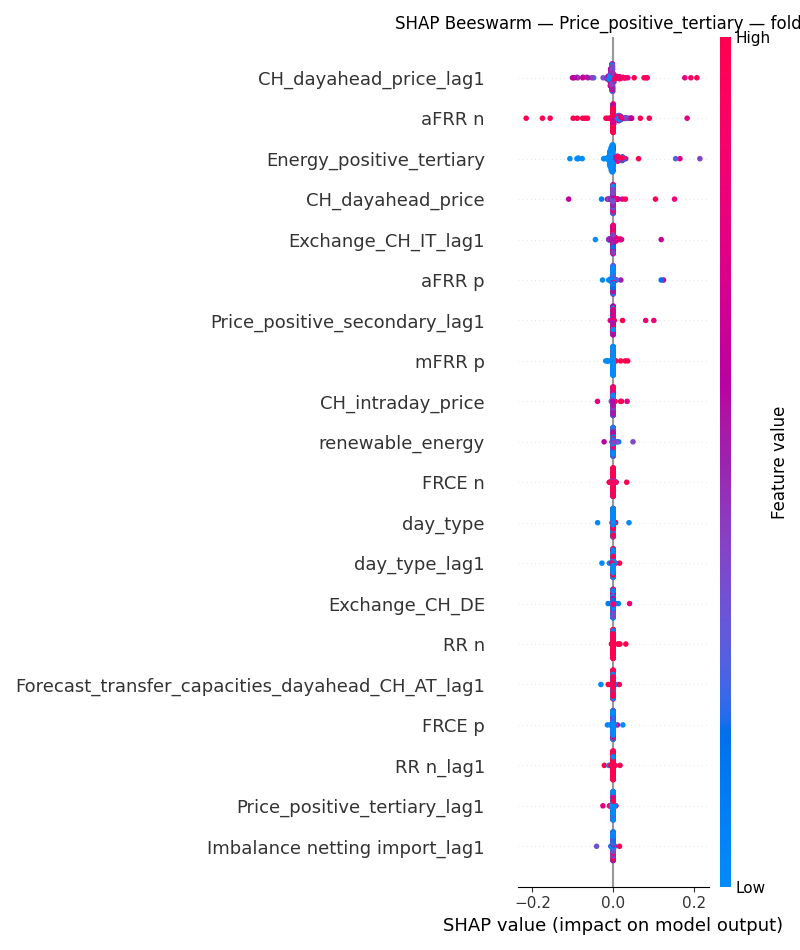 SHAP Beeswarm — Price_positive_tertiary — fold
High
CH_dayahead_price_lag1
aFRR n
Energy_positive_tertiary
CH_dayahead_price
Exchange_CH_IT_lag1
aFRR p
Price_positive_secondary_lag1
mFRR p
CH_intraday_price
renewable_energy
FRCE n
day_type
day_type_lag1
Exchange_CH_DE
RR n
Forecast_transfer_capacities_dayahead_CH_AT_lag1
FRCE p
RR n_lag1
Price_positive_tertiary_lag1
Imbalance netting import_lag1
Feature value
Low
−0.2 0.0 0.2
SHAP value (impact on model output)